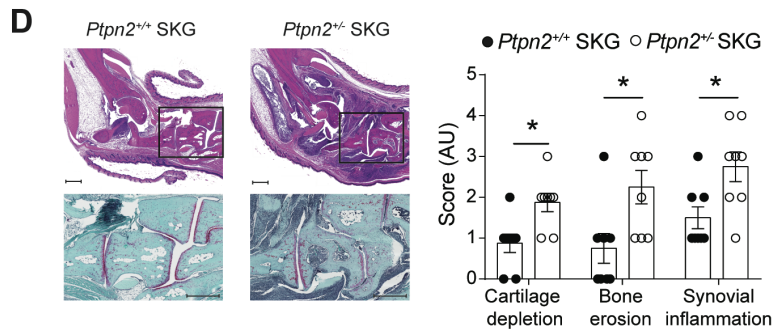 D
Ptpn2+/+ SKG
Ptpn2+/- SKG
● Ptpn2+/+ SKG ○ Ptpn2+/- SKG
Score (AU)
5
4
3
2
1
0
*
*
*
Cartilage depletion
Bone erosion
Synovial inflammation